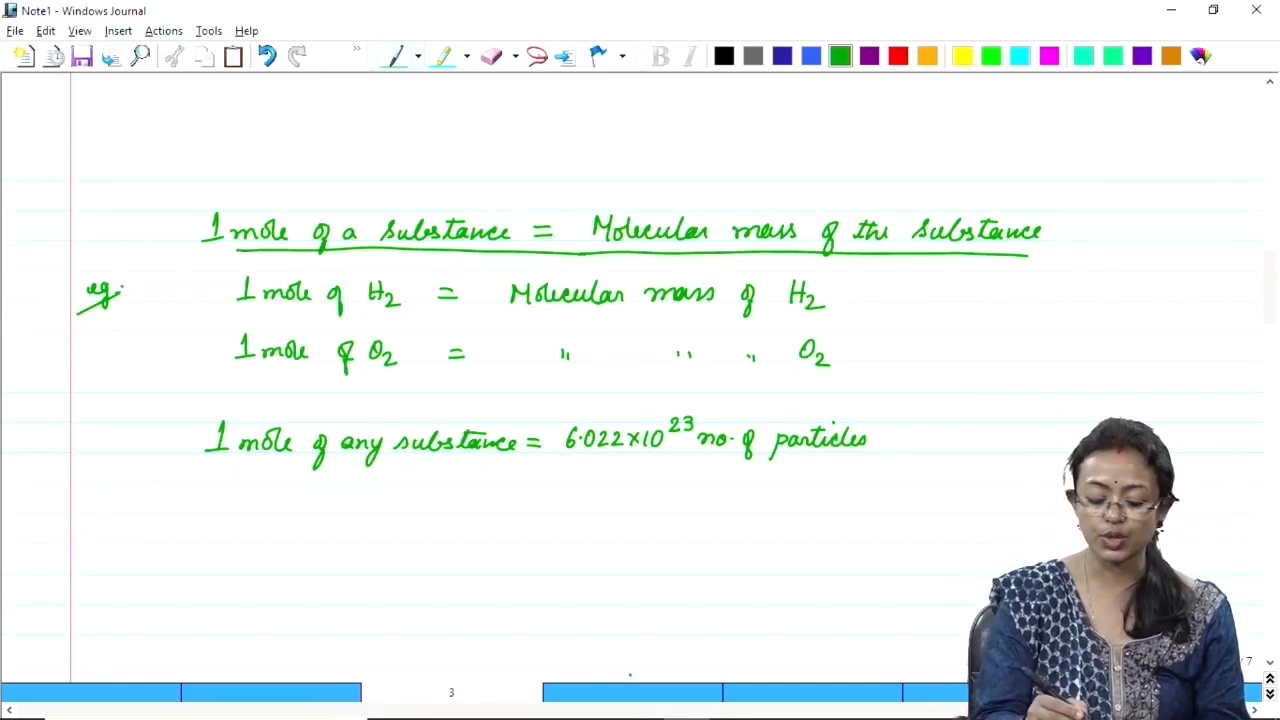 Note1 - Windows Journal
File Edit View Insert Actions Tools Help
B I
1 mole of a substance = Molecular mass of the substance
eg. 1 mole of H2 = Molecular mass of H2
1 mole of O2 = " " " O2
1 mole of any substance = 6.022×10^23 no. of particles
/ 7
3